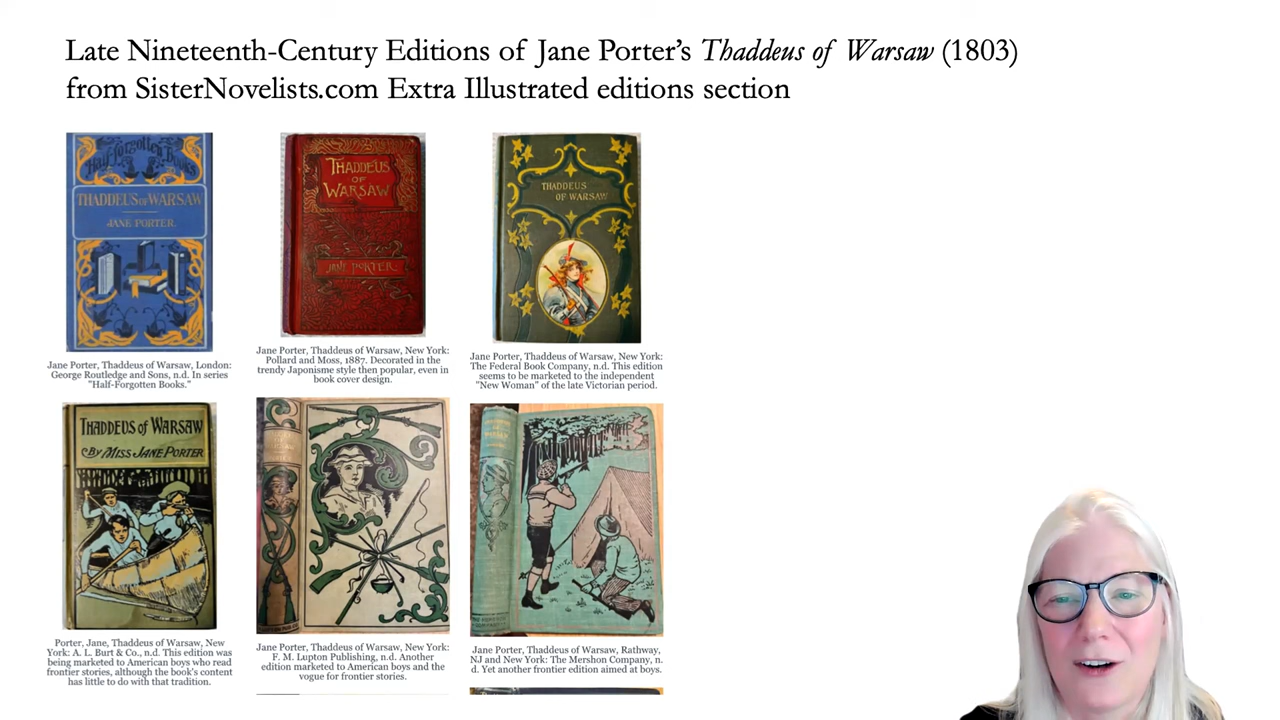 Late Nineteenth-Century Editions of Jane Porter's Thaddeus of Warsaw (1803)
from SisterNovelists.com Extra Illustrated editions section
Half-forgotten Books
THADDEUS OF WARSAW
JANE PORTER.
THADDEUS
OF
WARSAW
JANE PORTER
THADDEUS
OF WARSAW
Jane Porter, Thaddeus of Warsaw, London:
George Routledge and Sons, n.d. In series
"Half-Forgotten Books."
Jane Porter, Thaddeus of Warsaw, New York:
Pollard and Moss, 1887. Decorated in the
trendy Japonisme style then popular, even in
book cover design.
Jane Porter, Thaddeus of Warsaw, New York:
The Federal Book Company, n.d. This edition
seems to be marketed to the independent
"New Woman" of the late Victorian period.
THADDEUS OF WARSAW
By MISS JANE PORTER
Porter, Jane, Thaddeus of Warsaw, New
York: A. L. Burt & Co., n.d. This edition was
being marketed to American boys who read
frontier stories, although the book's content
has little to do with that tradition.
Jane Porter, Thaddeus of Warsaw, New York:
F. M. Lupton Publishing, n.d. Another
edition marketed to American boys and the
vogue for frontier stories.
Jane Porter, Thaddeus of Warsaw, Rathway,
NJ and New York: The Mershon Company, n.
d. Yet another frontier edition aimed at boys.